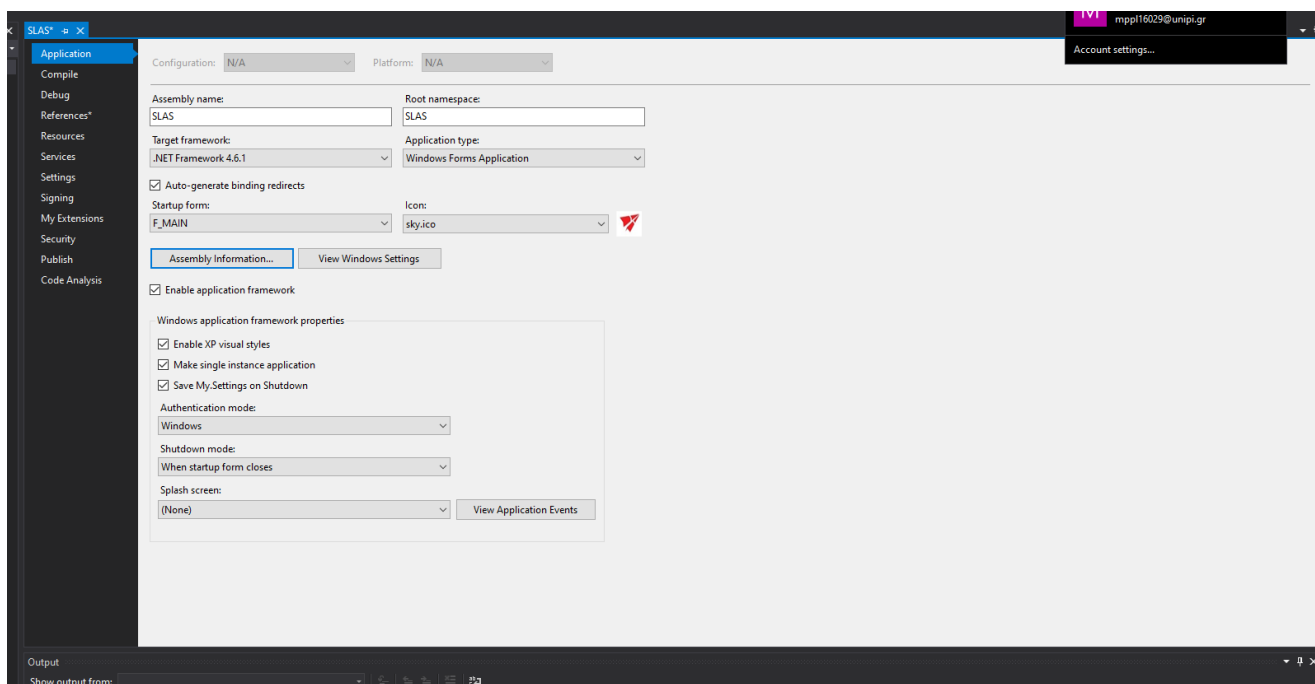 SLAS*
M
mppl16029@unipi.gr
Account settings...
Application
Compile
Debug
References*
Resources
Services
Settings
Signing
My Extensions
Security
Publish
Code Analysis
Configuration: N/A Platform: N/A
Assembly name: Root namespace:
SLAS SLAS
Target framework: Application type:
.NET Framework 4.6.1 Windows Forms Application
Auto-generate binding redirects
Startup form: Icon:
F_MAIN sky.ico
Assembly Information... View Windows Settings
Enable application framework
Windows application framework properties
Enable XP visual styles
Make single instance application
Save My.Settings on Shutdown
Authentication mode:
Windows
Shutdown mode:
When startup form closes
Splash screen:
(None) View Application Events
Output
Show output from: